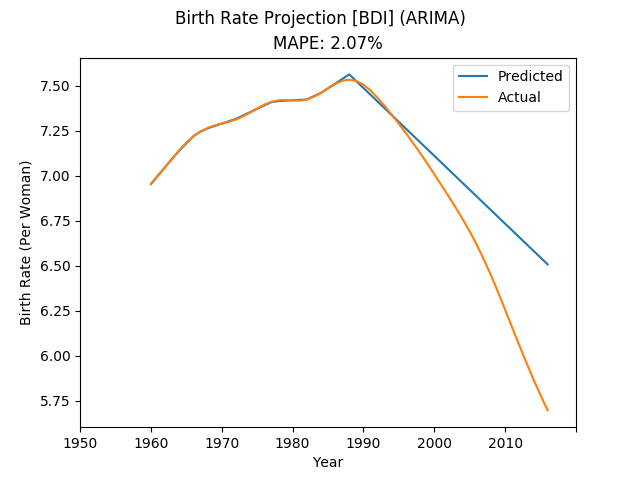 Birth Rate Projection [BDI] (ARIMA)
MAPE: 2.07%
Predicted
Actual
Birth Rate (Per Woman)
7.50
7.25
7.00
6.75
6.50
6.25
6.00
5.75
1950 1960 1970 1980 1990 2000 2010
Year